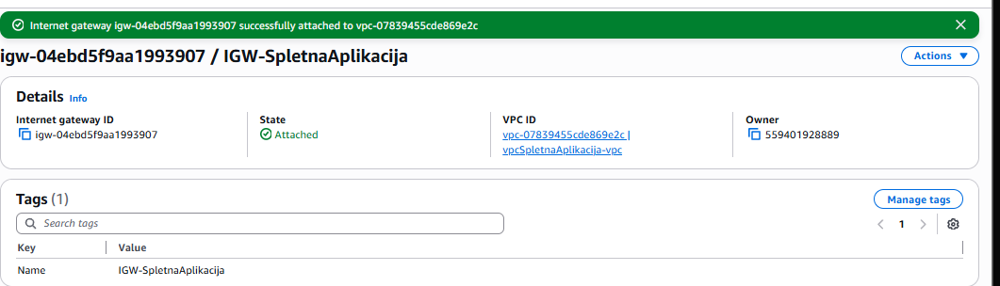 Internet gateway igw-04ebd5f9aa1993907 successfully attached to vpc-07839455cde869e2c
igw-04ebd5f9aa1993907 / IGW-SpletnaAplikacija
Actions
Details Info
Internet gateway ID
igw-04ebd5f9aa1993907
State
Attached
VPC ID
vpc-07839455cde869e2c |
vpcSpletnaAplikacija-vpc
Owner
559401928889
Tags (1)
Manage tags
Search tags
1
Key Value
Name IGW-SpletnaAplikacija